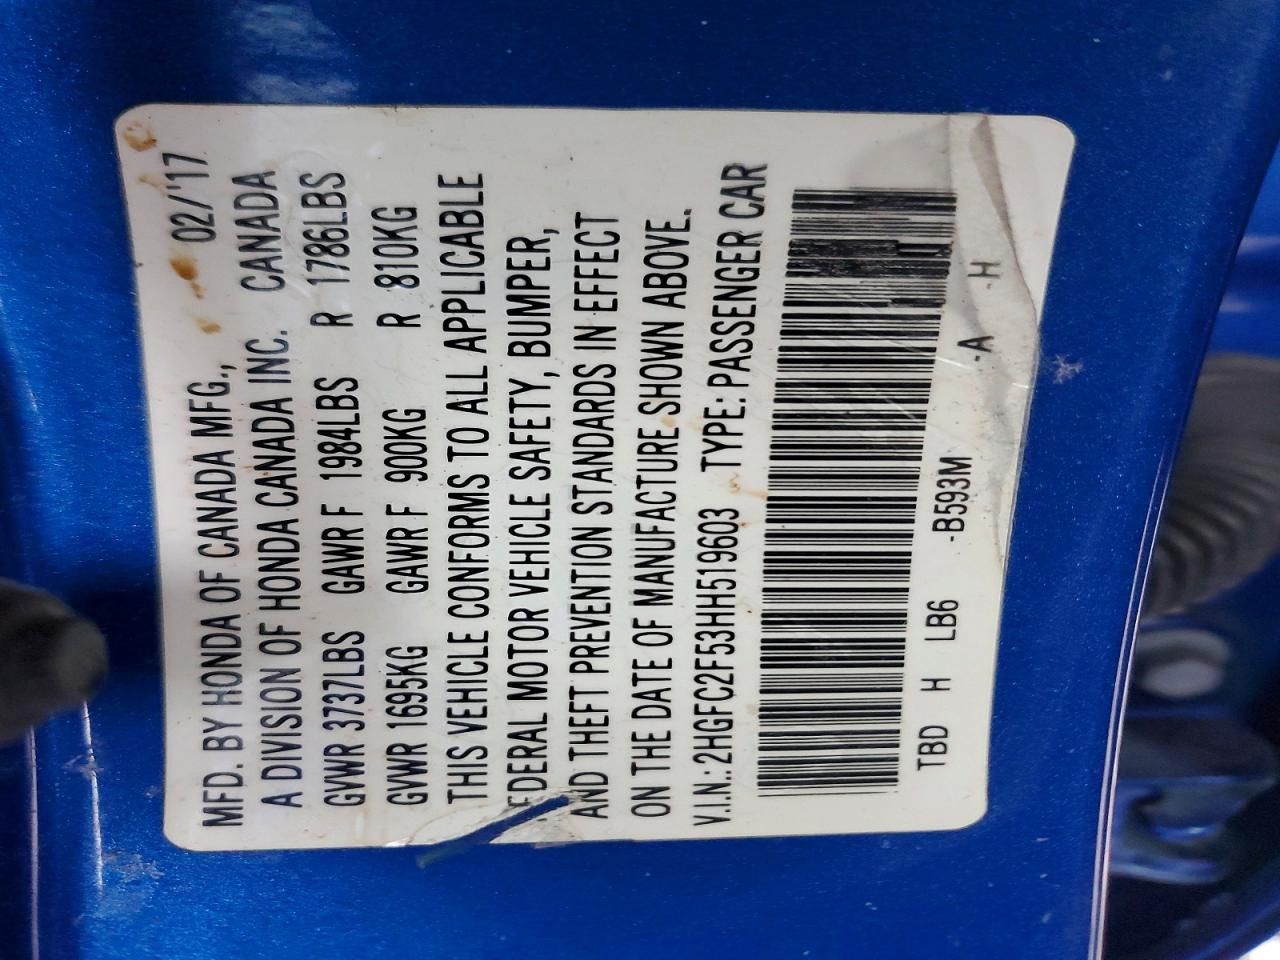 MFD. BY HONDA OF CANADA MFG., 02/'17
A DIVISION OF HONDA CANADA INC. CANADA
GVWR 3737LBS GAWR F 1984LBS R 1786LBS
GVWR 1695KG GAWR F 900KG R 810KG
THIS VEHICLE CONFORMS TO ALL APPLICABLE
FDERAL MOTOR VEHICLE SAFETY, BUMPER,
AND THEFT PREVENTION STANDARDS IN EFFECT
ON THE DATE OF MANUFACTURE SHOWN ABOVE.
V.I.N.: 2HGFC2F53HH519603 TYPE: PASSENGER CAR
TBD H LB6 -B593M -A -H